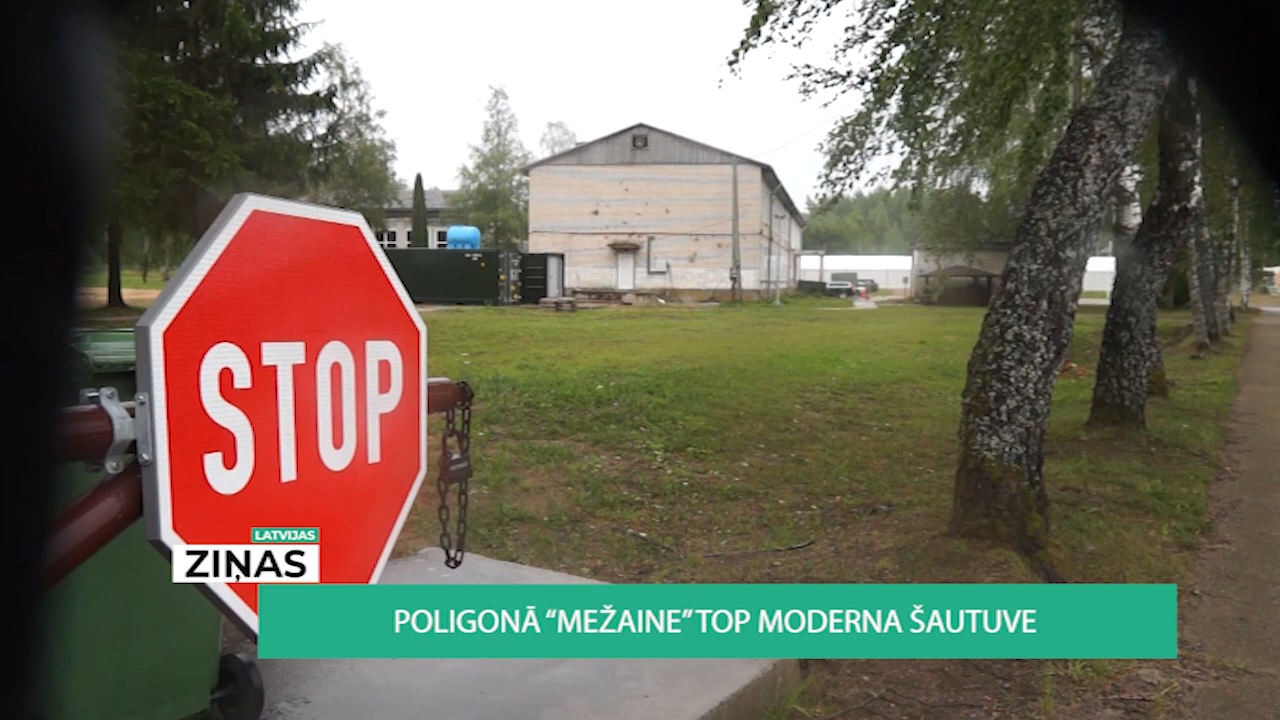 STOP
LATVIJAS
ZIŅAS
POLIGONĀ “MEŽAINE” TOP MODERNA ŠAUTUVE